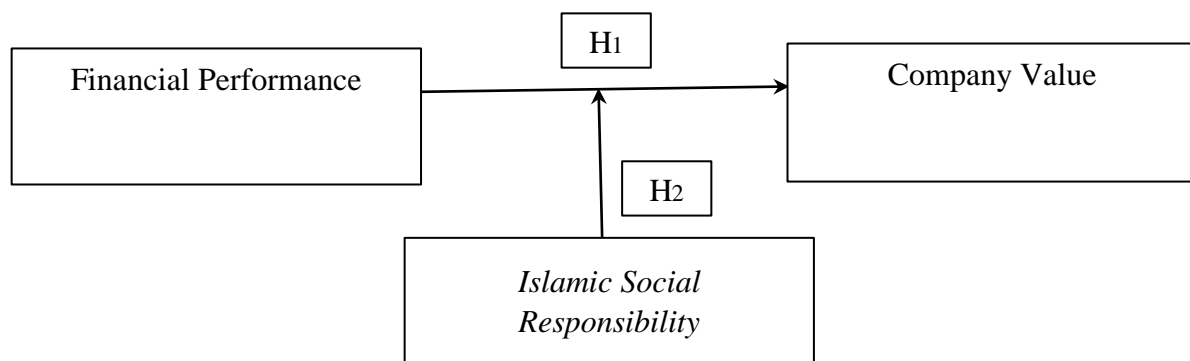 H1
Financial Performance
Company Value
H2
Islamic Social
Responsibility